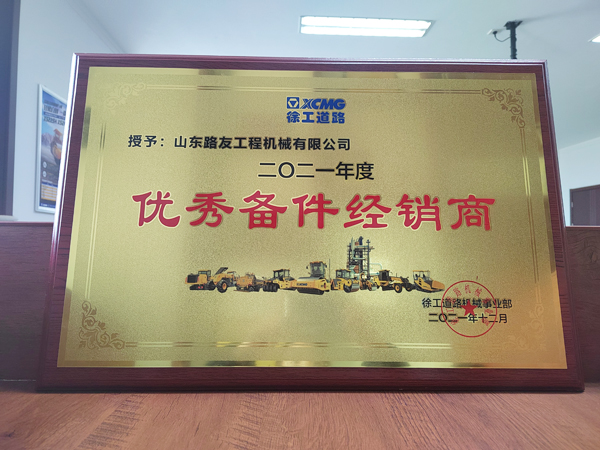 XCMG
徐工道路
授予：山东路友工程机械有限公司
二〇二一年度
优秀备件经销商
徐工道路机械事业部
二〇二一年十二月